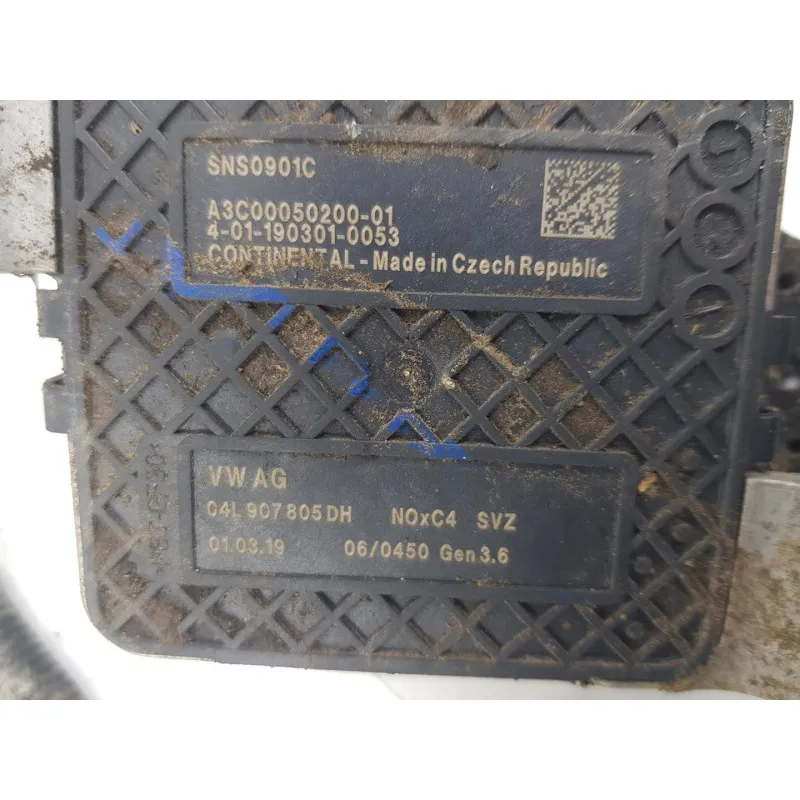 SNS0901C
A3C00050200-01
4-01-190301-0053
CONTINENTAL - Made in Czech Republic
VW AG
04L 907 805 DH NOxC4 SVZ
01.03.19 06/0450 Gen 3.6